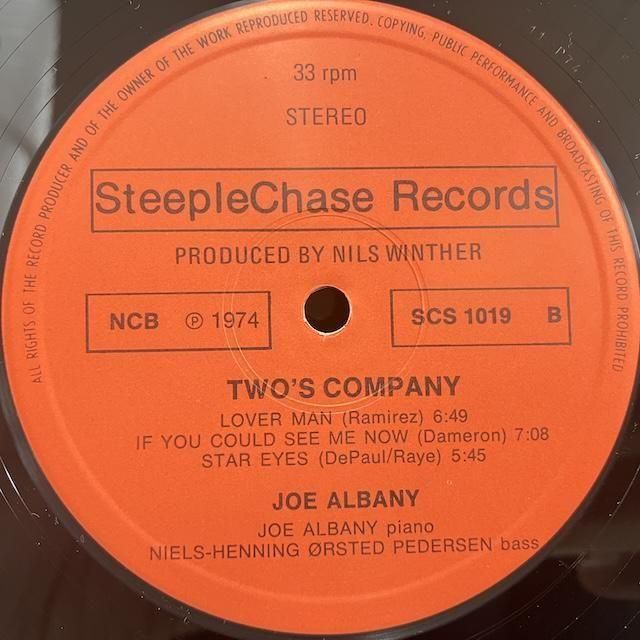 ALL RIGHTS OF THE RECORD PRODUCER AND OF THE OWNER OF THE WORK REPRODUCED RESERVED. COPYING, PUBLIC PERFORMANCE AND BROADCASTING OF THIS RECORD PROHIBITED
33 rpm
STEREO
SteepleChase Records
PRODUCED BY NILS WINTHER
NCB ℗ 1974
SCS 1019 B
TWO'S COMPANY
LOVER MAN (Ramirez) 6:49
IF YOU COULD SEE ME NOW (Dameron) 7:08
STAR EYES (DePaul/Raye) 5:45
JOE ALBANY
JOE ALBANY piano
NIELS-HENNING ØRSTED PEDERSEN bass